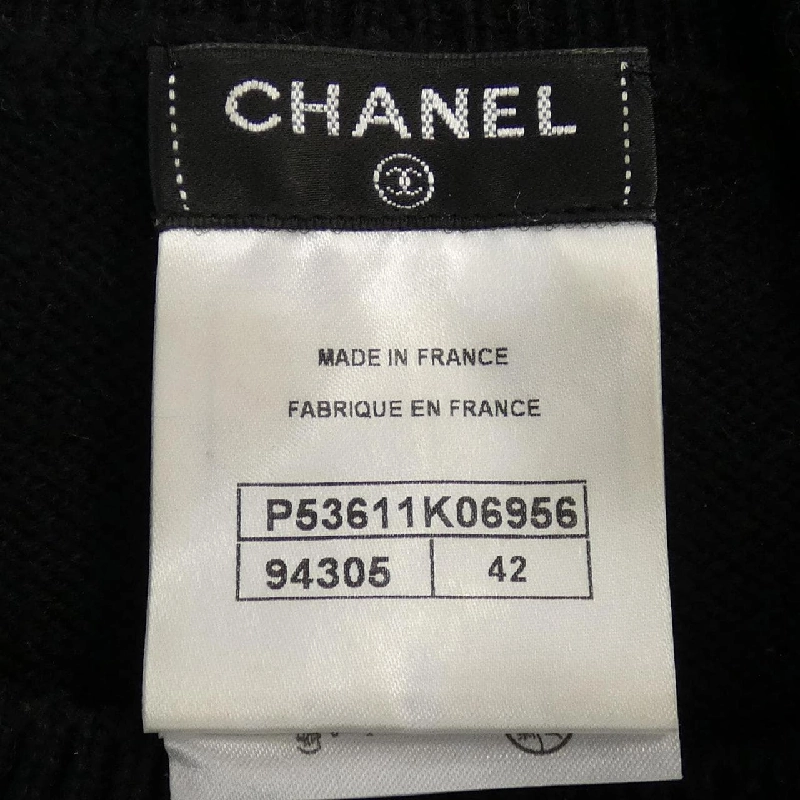 CHANEL
MADE IN FRANCE
FABRIQUE EN FRANCE
P53611K06956
94305 42